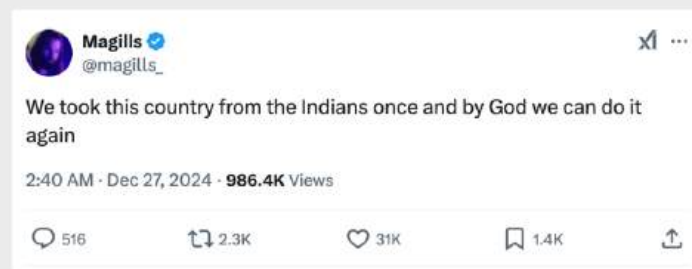 Magills
@magills_
We took this country from the Indians once and by God we can do it
again
2:40 AM · Dec 27, 2024 · 986.4K Views
516 2.3K 31K 1.4K